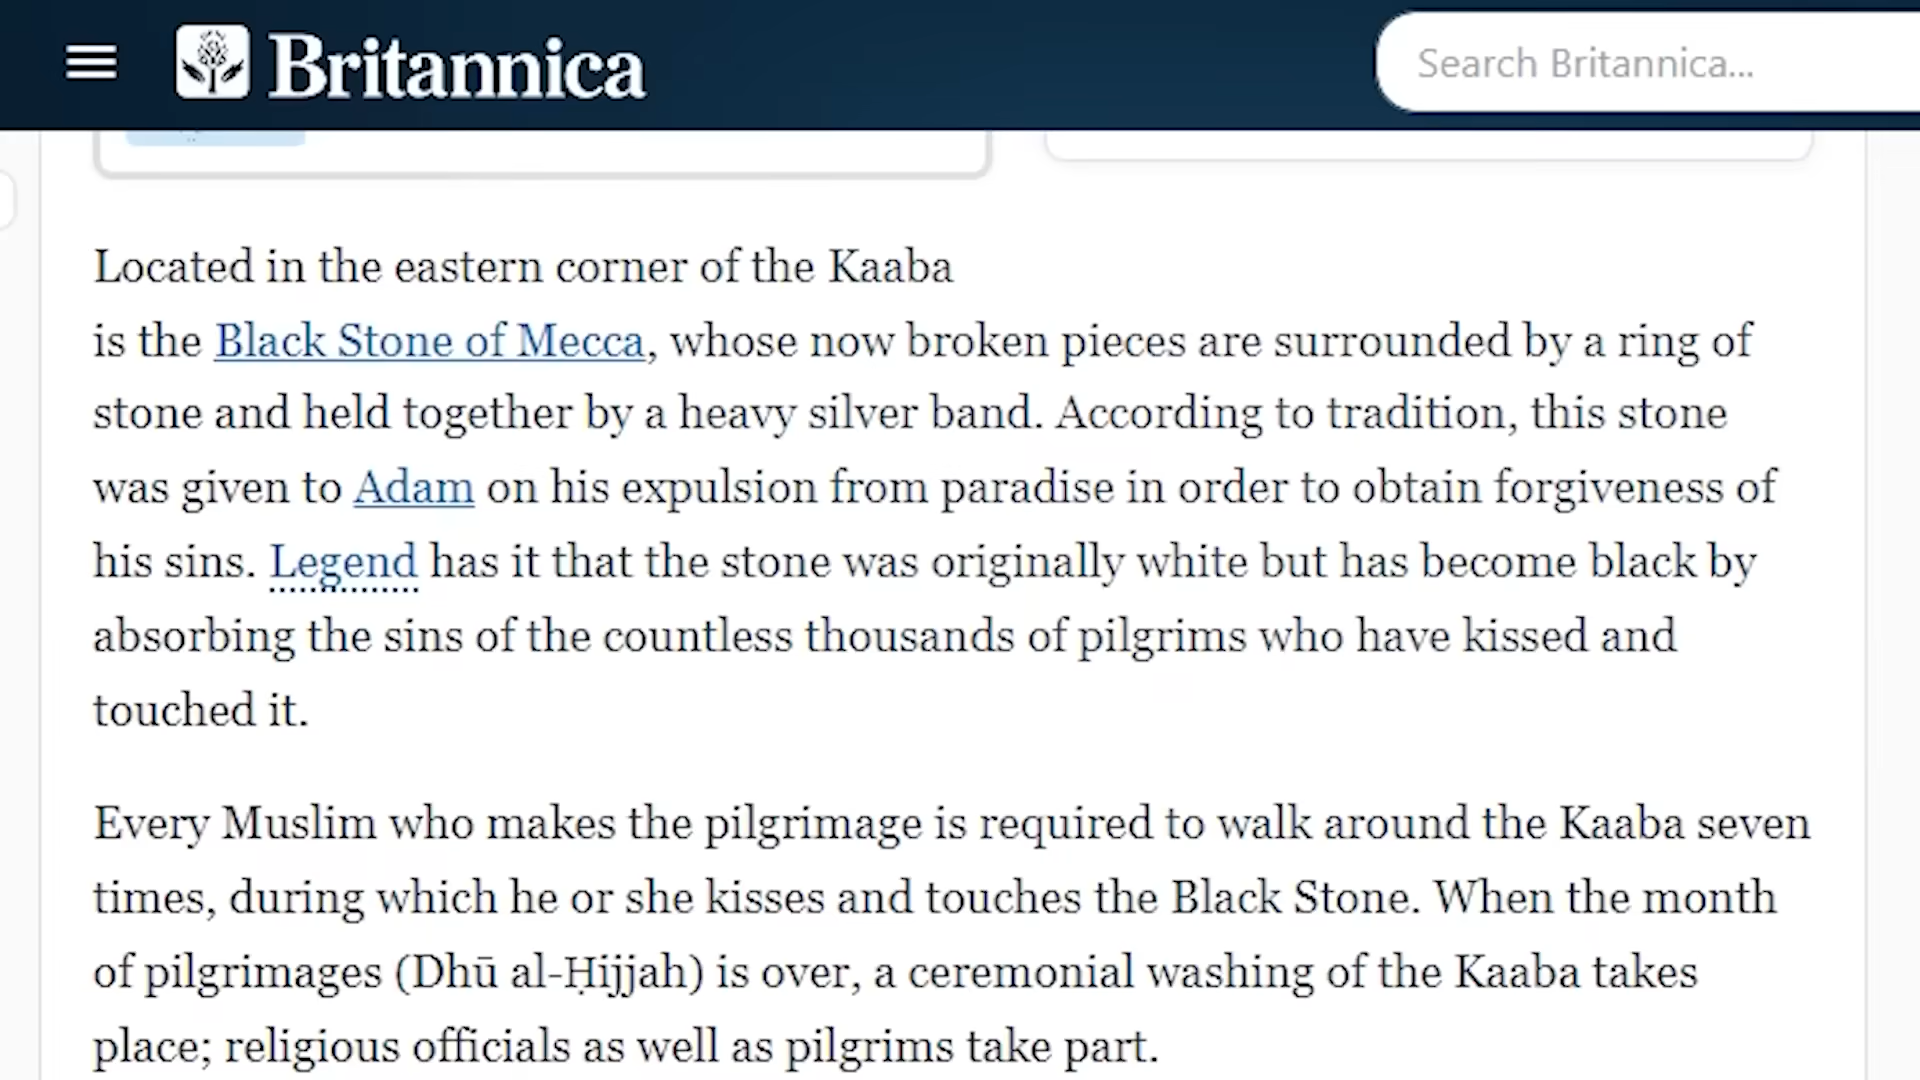 Britannica
Search Britannica...
Located in the eastern corner of the Kaaba
is the Black Stone of Mecca, whose now broken pieces are surrounded by a ring of
stone and held together by a heavy silver band. According to tradition, this stone
was given to Adam on his expulsion from paradise in order to obtain forgiveness of
his sins. Legend has it that the stone was originally white but has become black by
absorbing the sins of the countless thousands of pilgrims who have kissed and
touched it.
Every Muslim who makes the pilgrimage is required to walk around the Kaaba seven
times, during which he or she kisses and touches the Black Stone. When the month
of pilgrimages (Dhū al-Ḥijjah) is over, a ceremonial washing of the Kaaba takes
place; religious officials as well as pilgrims take part.